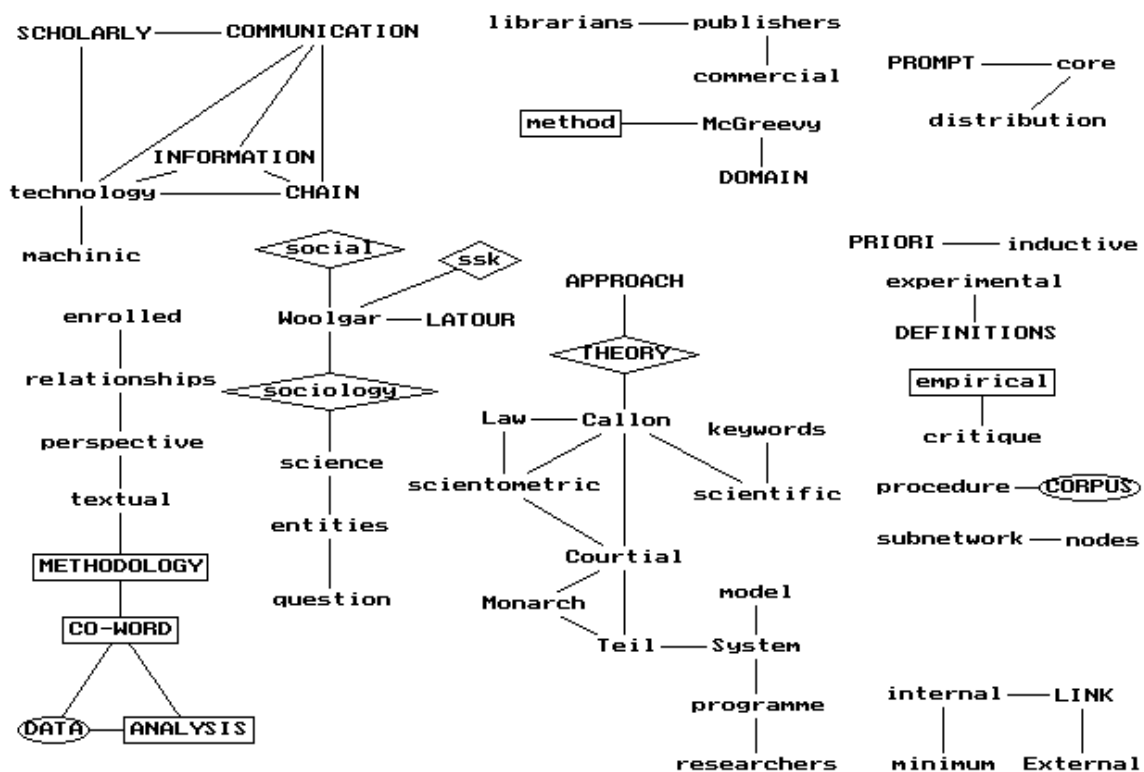 SCHOLARLY COMMUNICATION
librarians publishers
commercial
PROMPT core
distribution
method McGreevy
DOMAIN
INFORMATION
technology CHAIN
machinic
social
ssk
PRIORI inductive
experimental
DEFINITIONS
APPROACH
enrolled
Woolgar LATOUR
THEORY
relationships
sociology
empirical
critique
Law Callon
keywords
perspective
science
scientometric
scientific
procedure CORPUS
textual
entities
subnetwork nodes
METHODOLOGY
Courtial
question
Monarch
model
CO-WORD
Teil System
DATA ANALYSIS
programme
internal LINK
researchers
minimum External